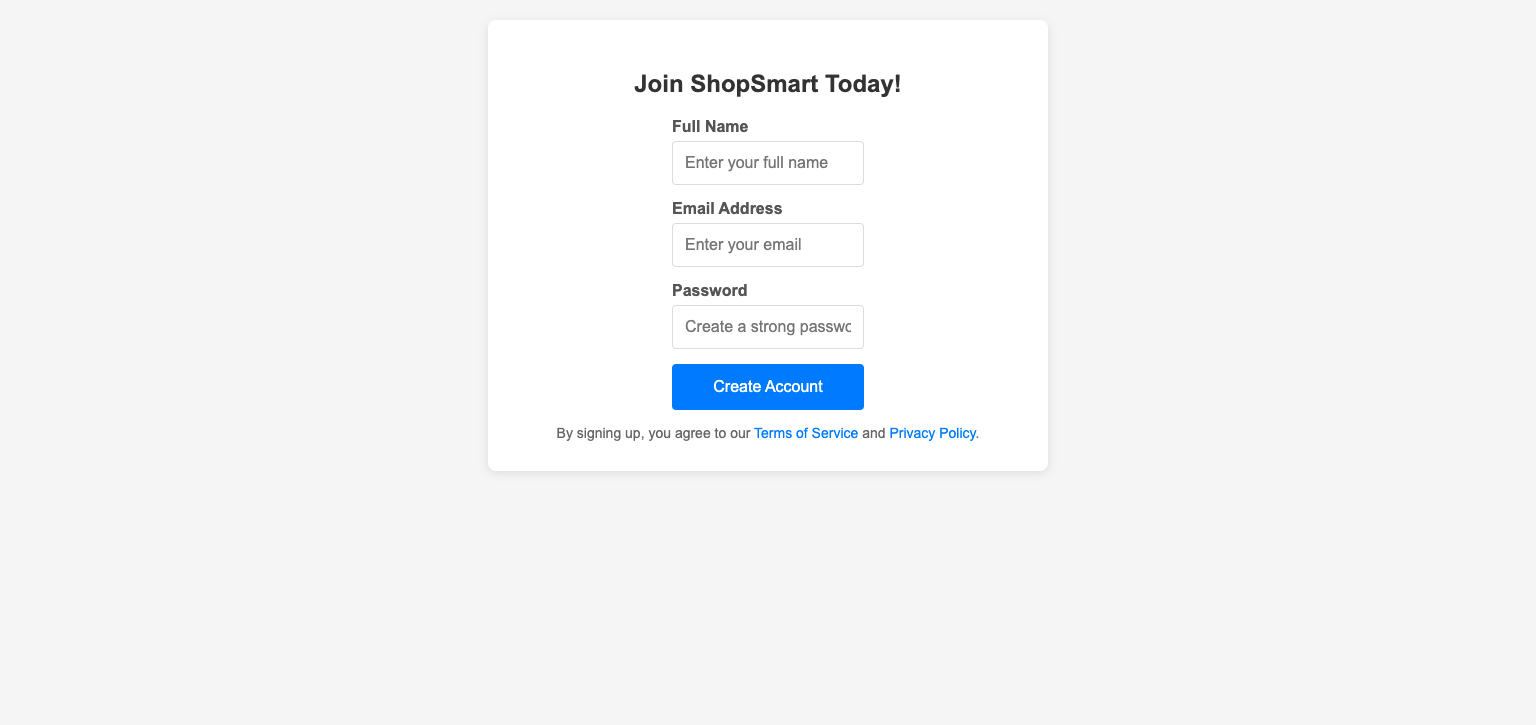 Join ShopSmart Today!
Full Name
Enter your full name
Email Address
Enter your email
Password
Create a strong passwo
Create Account
By signing up, you agree to our Terms of Service and Privacy Policy.